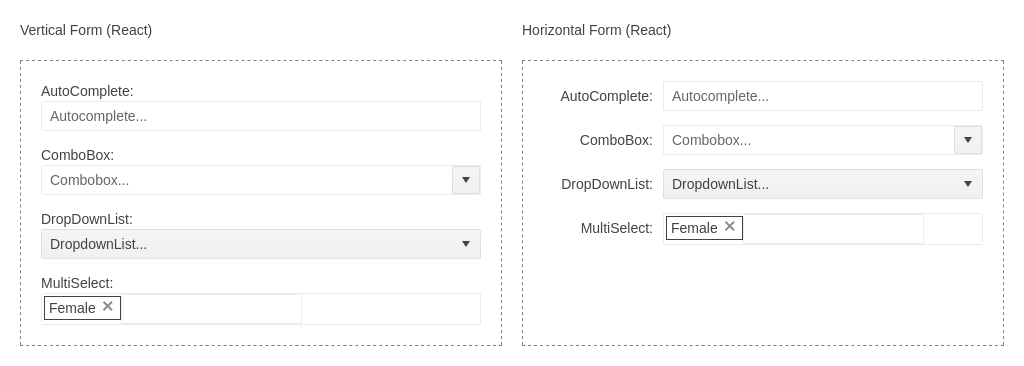 Vertical Form (React)
AutoComplete:
Autocomplete...
ComboBox:
Combobox...
DropDownList:
DropdownList...
MultiSelect:
Female ✕
Horizontal Form (React)
AutoComplete: Autocomplete...
ComboBox: Combobox...
DropDownList: DropdownList...
MultiSelect: Female ✕